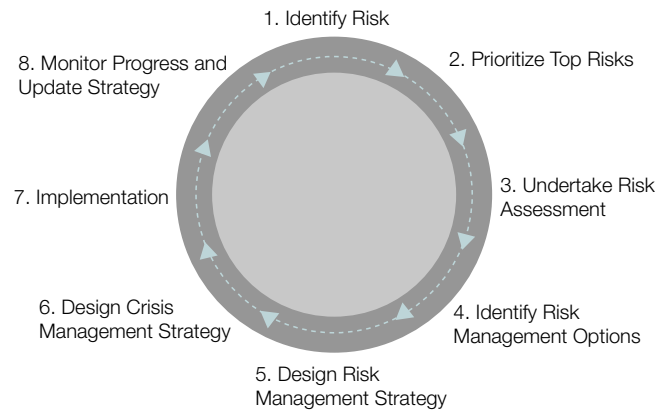 1. Identify Risk
2. Prioritize Top Risks
3. Undertake Risk
Assessment
4. Identify Risk
Management Options
5. Design Risk
Management Strategy
6. Design Crisis
Management Strategy
7. Implementation
8. Monitor Progress and
Update Strategy